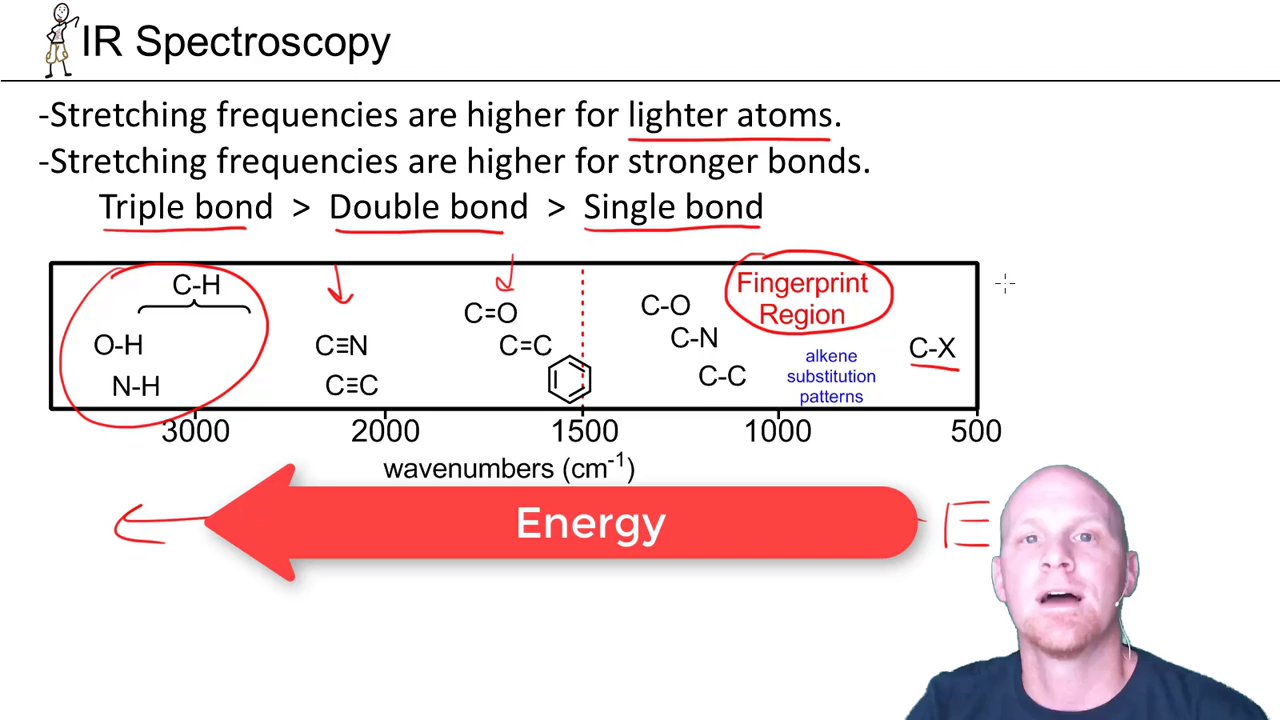 IR Spectroscopy
-Stretching frequencies are higher for lighter atoms.
-Stretching frequencies are higher for stronger bonds.
Triple bond > Double bond > Single bond
C-H
O-H
N-H
C≡N
C≡C
C=O
C=C
C-O
C-N
C-C
Fingerprint
Region
alkene
substitution
patterns
C-X
3000 2000 1500 1000 500
wavenumbers (cm⁻¹)
Energy
E